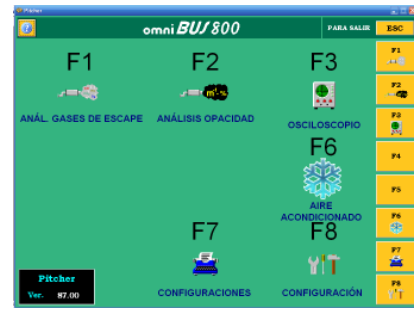 Pitcher
omni BUS 800
PARA SALIR
ESC
F1
F2
F3
ANÁL. GASES DE ESCAPE
ANÁLISIS OPACIDAD
OSCILOSCOPIO
F6
AIRE
ACONDICIONADO
F7
F8
CONFIGURACIONES
CONFIGURACIÓN
Pitcher
Ver. 87.00
F1
F2
F3
F4
F5
F6
F7
F8